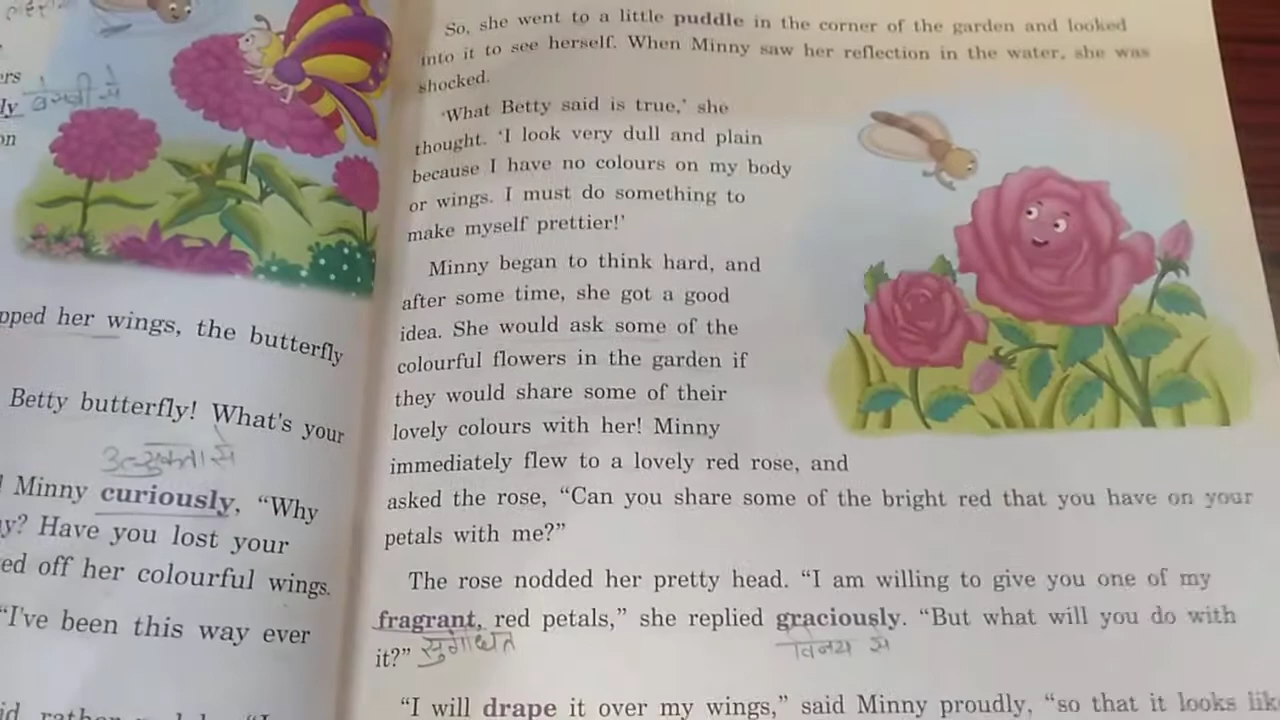 ers
ly बेसब्री से
on
pped her wings, the butterfly
Betty butterfly! What's your
उत्सुकता से
Minny curiously, “Why
y? Have you lost your
ed off her colourful wings.
“I've been this way ever
So, she went to a little puddle in the corner of the garden and looked
into it to see herself. When Minny saw her reflection in the water, she was
shocked.
‘What Betty said is true,’ she
thought. ‘I look very dull and plain
because I have no colours on my body
or wings. I must do something to
make myself prettier!’
Minny began to think hard, and
after some time, she got a good
idea. She would ask some of the
colourful flowers in the garden if
they would share some of their
lovely colours with her! Minny
immediately flew to a lovely red rose, and
asked the rose, “Can you share some of the bright red that you have on your
petals with me?”
The rose nodded her pretty head. “I am willing to give you one of my
fragrant, red petals,” she replied graciously. “But what will you do with
it?” सुगंधित विनय से
“I will drape it over my wings,” said Minny proudly, “so that it looks lik